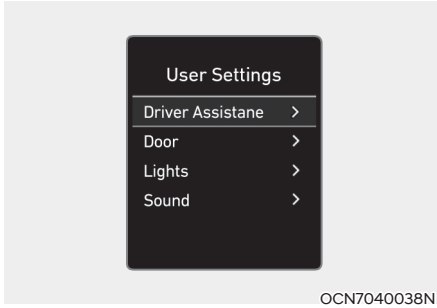 User Settings
Driver Assistane >
Door >
Lights >
Sound >
OCN7040038N